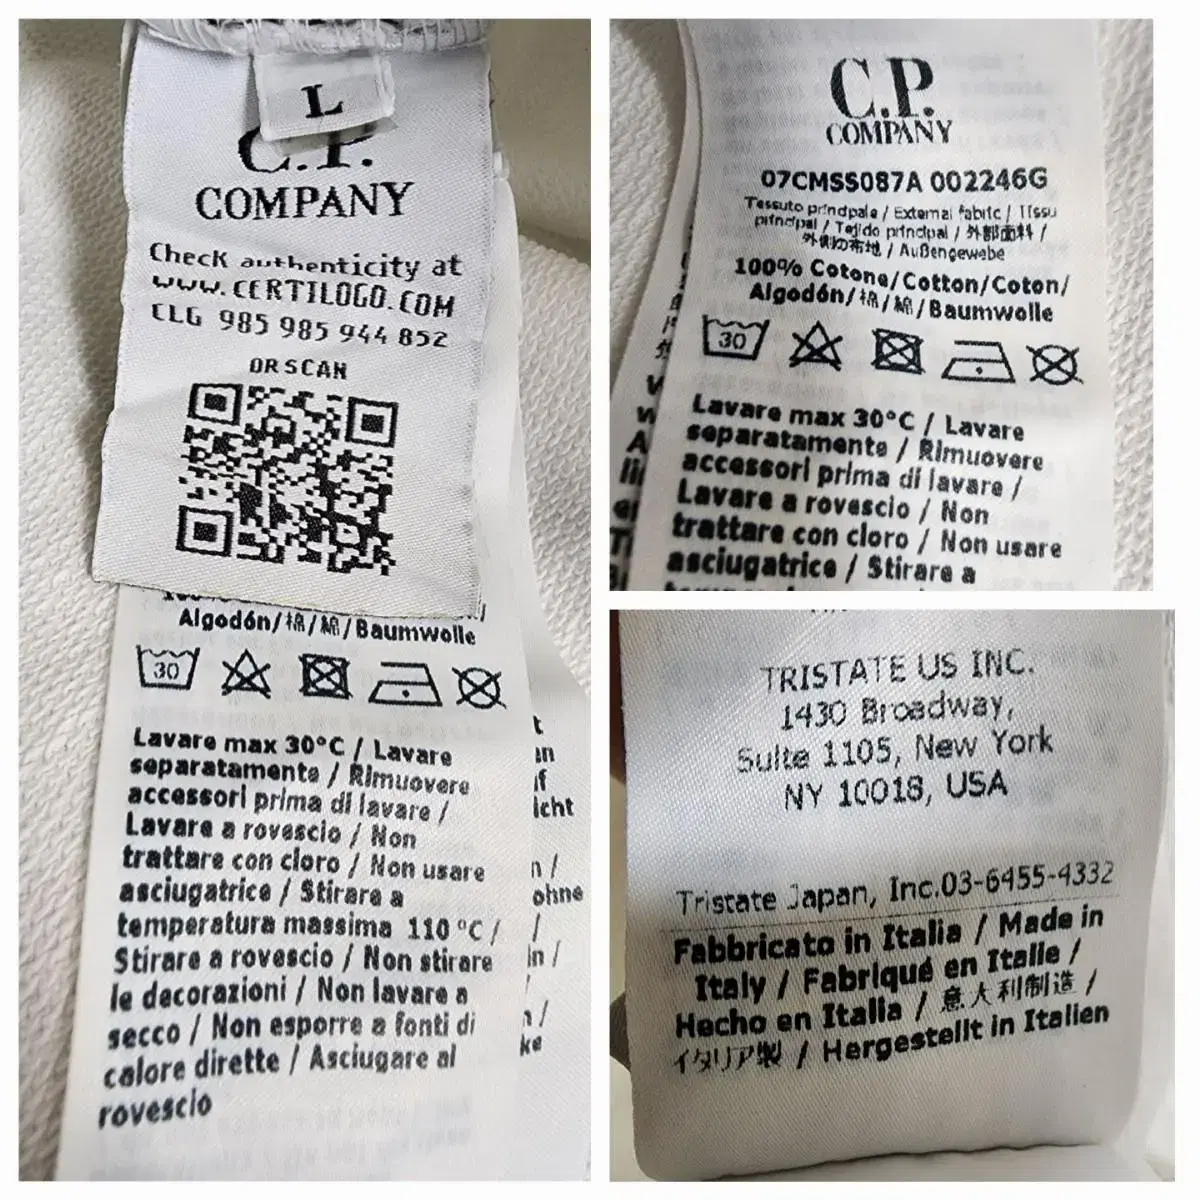 L
C.P.
COMPANY
Check authenticity at
www.CERTILOGO.COM
CLG 985 985 944 852
OR SCAN
Algodón/棉/綿/Baumwolle
30
Lavare max 30°C / Lavare
separatamente / Rimuovere
accessori prima di lavare /
Lavare a rovescio / Non
trattare con cloro / Non usare
asciugatrice / Stirare a
temperatura massima 110 °C /
Stirare a rovescio / Non stirare
le decorazioni / Non lavare a
secco / Non esporre a fonti di
calore dirette / Asciugare al
rovescio
C.P.
COMPANY
07CMSS087A 002246G
Tessuto principale / External fabric / Tissu
principal / Tejido principal / 外部面料 /
外側の布地 / Außengewebe
100% Cotone/Cotton/Coton/
Algodón/棉/綿/Baumwolle
30
Lavare max 30°C / Lavare
separatamente / Rimuovere
accessori prima di lavare /
Lavare a rovescio / Non
trattare con cloro / Non usare
asciugatrice / Stirare a
TRISTATE US INC.
1430 Broadway,
Suite 1105, New York
NY 10018, USA
Tristate Japan, Inc.03-6455-4332
Fabbricato in Italia / Made in
Italy / Fabriqué en Italie /
Hecho en Italia / 意大利制造 /
イタリア製 / Hergestellt in Italien